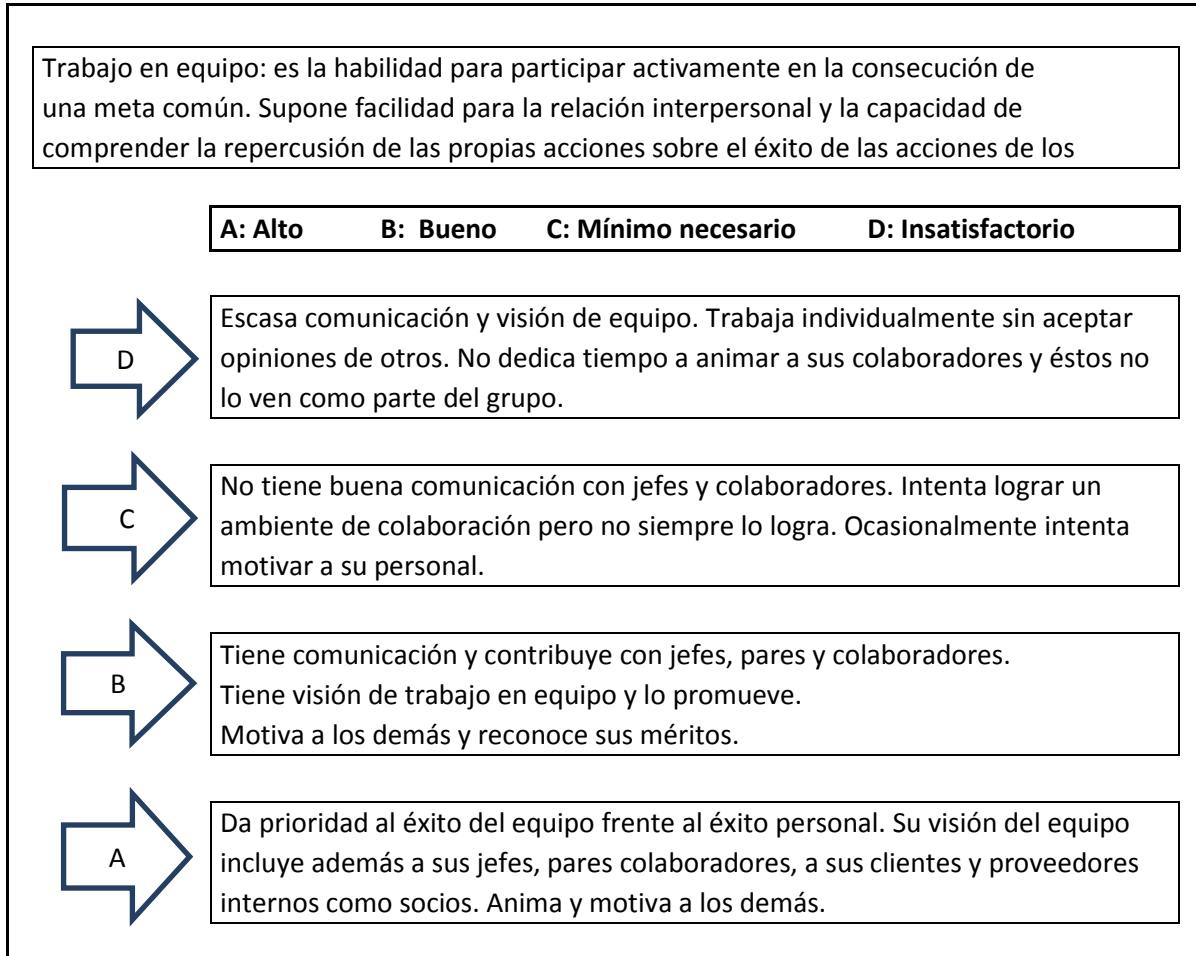 Trabajo en equipo: es la habilidad para participar activamente en la consecución de
una meta común. Supone facilidad para la relación interpersonal y la capacidad de
comprender la repercusión de las propias acciones sobre el éxito de las acciones de los
A: Alto B: Bueno C: Mínimo necesario D: Insatisfactorio
D
Escasa comunicación y visión de equipo. Trabaja individualmente sin aceptar
opiniones de otros. No dedica tiempo a animar a sus colaboradores y éstos no
lo ven como parte del grupo.
C
No tiene buena comunicación con jefes y colaboradores. Intenta lograr un
ambiente de colaboración pero no siempre lo logra. Ocasionalmente intenta
motivar a su personal.
B
Tiene comunicación y contribuye con jefes, pares y colaboradores.
Tiene visión de trabajo en equipo y lo promueve.
Motiva a los demás y reconoce sus méritos.
A
Da prioridad al éxito del equipo frente al éxito personal. Su visión del equipo
incluye además a sus jefes, pares colaboradores, a sus clientes y proveedores
internos como socios. Anima y motiva a los demás.